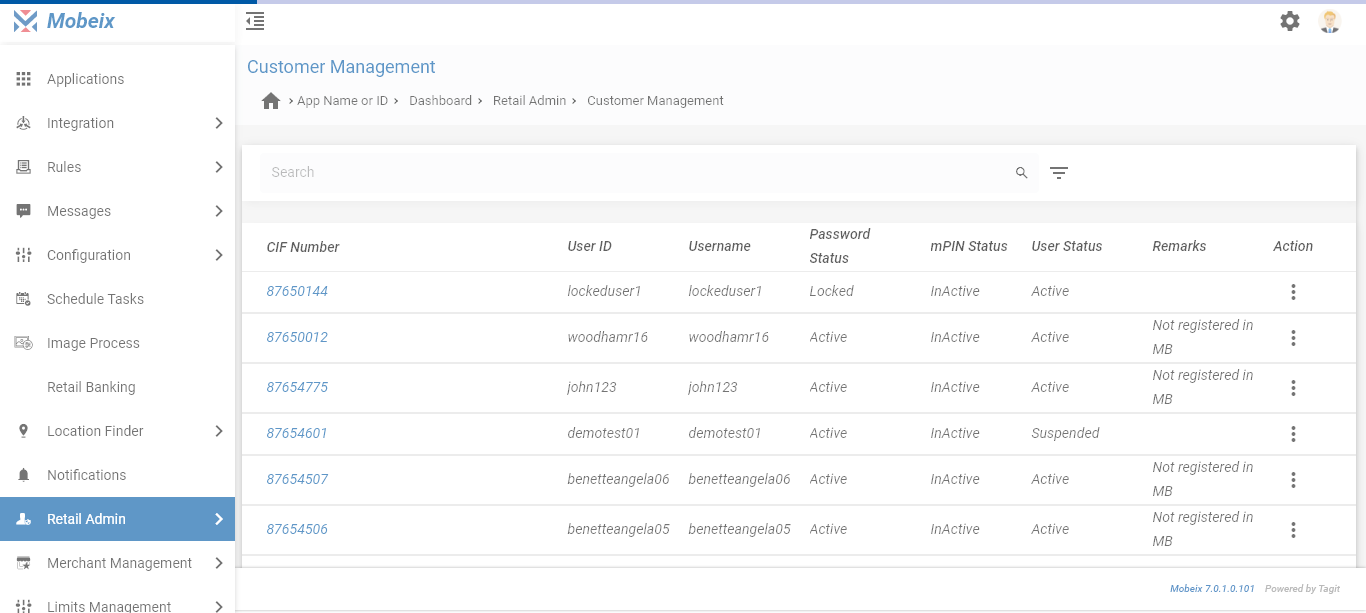 Mobeix
Customer Management
App Name or ID Dashboard Retail Admin Customer Management
Applications
Integration
Rules
Messages
Configuration
Schedule Tasks
Image Process
Retail Banking
Location Finder
Notifications
Retail Admin
Merchant Management
Limits Management
Search
CIF Number User ID Username Password Status mPIN Status User Status Remarks Action
87650144 lockeduser1 lockeduser1 Locked InActive Active
87650012 woodhamr16 woodhamr16 Active InActive Active Not registered in MB
87654775 john123 john123 Active InActive Active Not registered in MB
87654601 demotest01 demotest01 Active InActive Suspended
87654507 benetteangela06 benetteangela06 Active InActive Active Not registered in MB
87654506 benetteangela05 benetteangela05 Active InActive Active Not registered in MB
Mobeix 7.0.1.0.101 Powered by Tagit